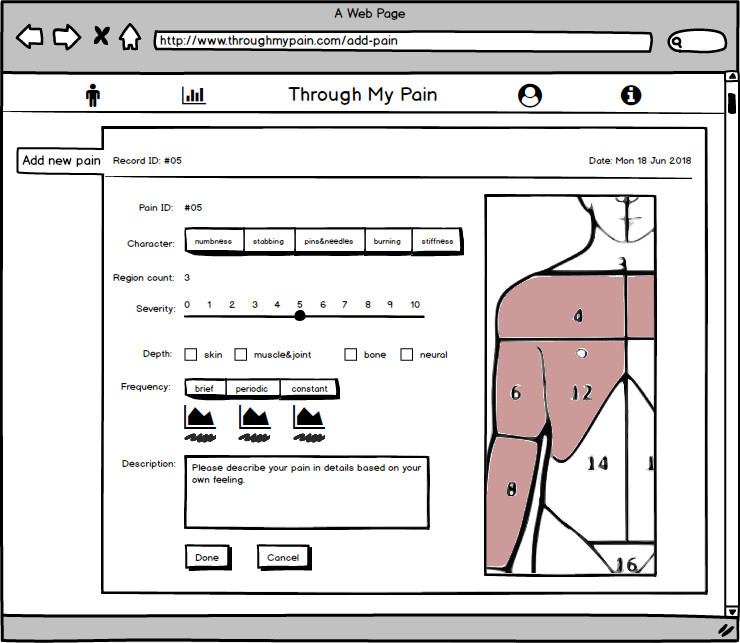 A Web Page
http://www.throughmypain.com/add-pain
Through My Pain
Add new pain
Record ID: #05
Date: Mon 18 Jun 2018
Pain ID: #05
Character: numbness stabbing pins&needles burning stiffness
Region count: 3
Severity: 0 1 2 3 4 5 6 7 8 9 10
Depth: skin muscle&joint bone neural
Frequency: brief periodic constant
Description: Please describe your pain in details based on your
own feeling.
Done Cancel
3
4
6 12
14 1
8
16